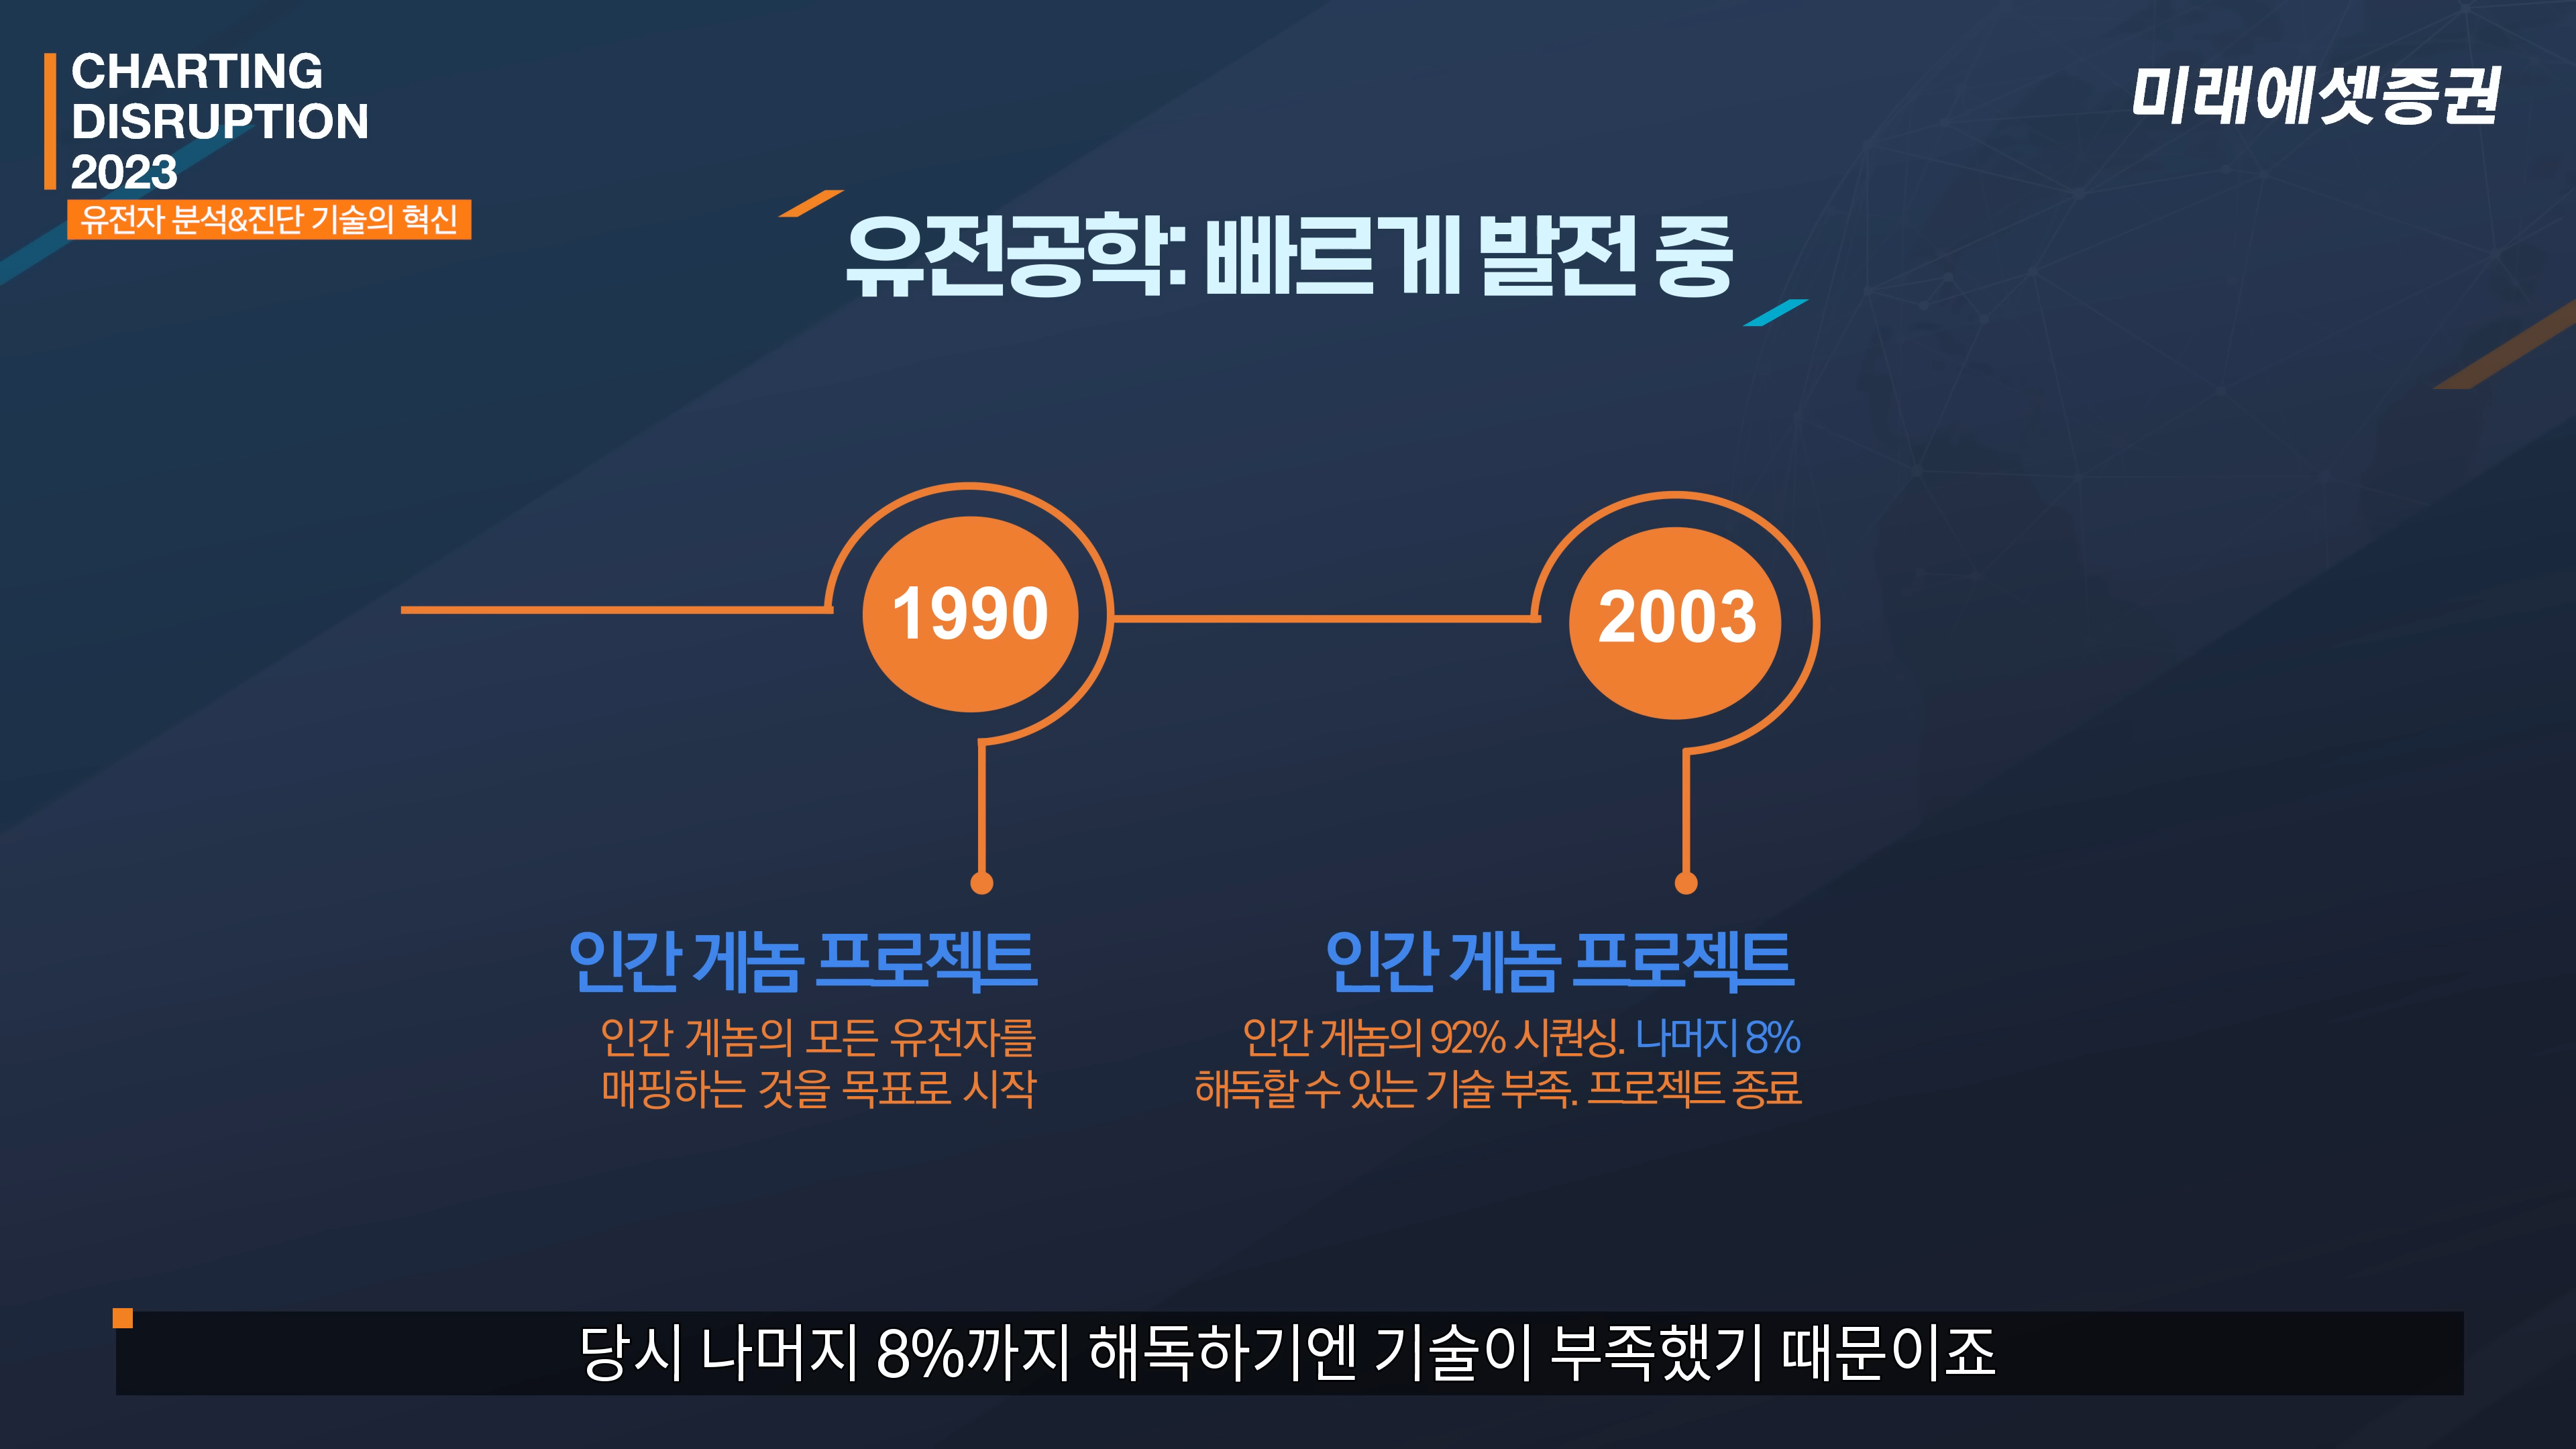 CHARTING
DISRUPTION
2023
유전자 분석&진단 기술의 혁신
미래에셋증권
유전공학: 빠르게 발전 중
1990
2003
인간 게놈 프로젝트
인간 게놈의 모든 유전자를
매핑하는 것을 목표로 시작
인간 게놈 프로젝트
인간 게놈의 92% 시퀀싱. 나머지 8%
해독할 수 있는 기술 부족. 프로젝트 종료
당시 나머지 8%까지 해독하기엔 기술이 부족했기 때문이죠